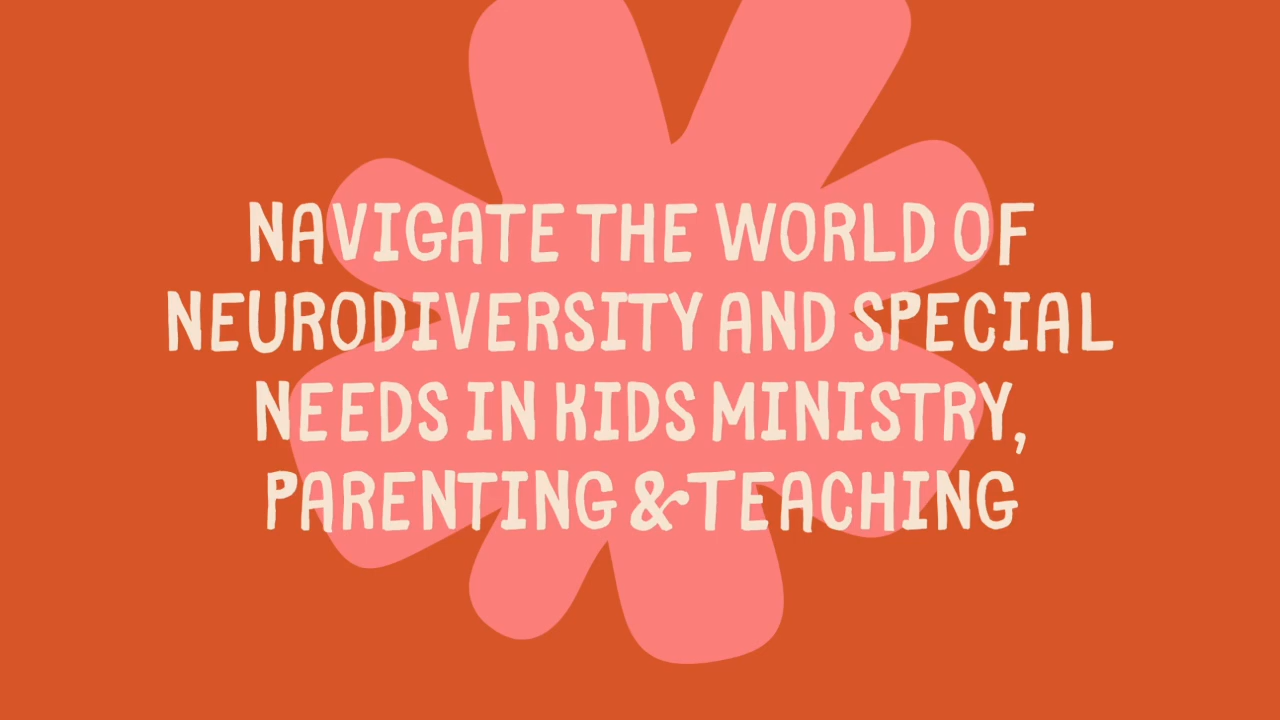 NAVIGATE THE WORLD OF
NEURODIVERSITY AND SPECIAL
NEEDS IN KIDS MINISTRY,
PARENTING & TEACHING